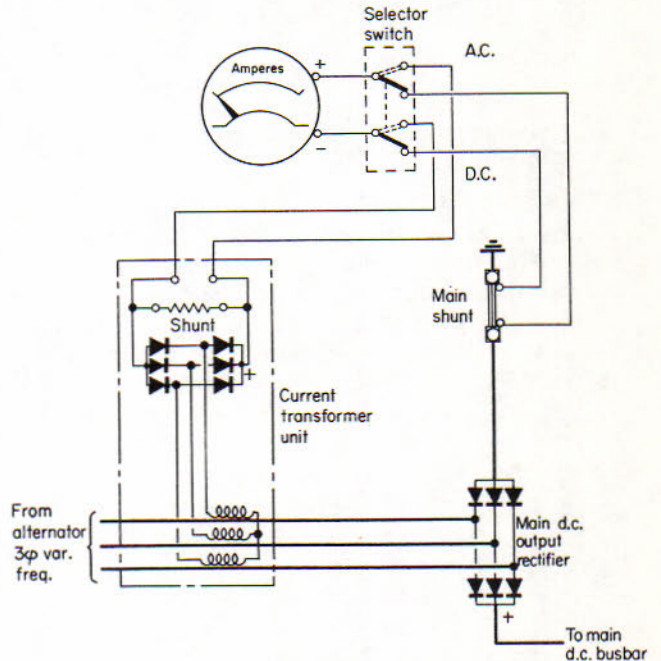 Selector
switch
A.C.
Amperes
+
−
D.C.
Shunt
+
Main
shunt
Current
transformer
unit
From
alternator
3φ var.
freq.
Main d.c.
output
rectifier
+
To main
d.c. busbar